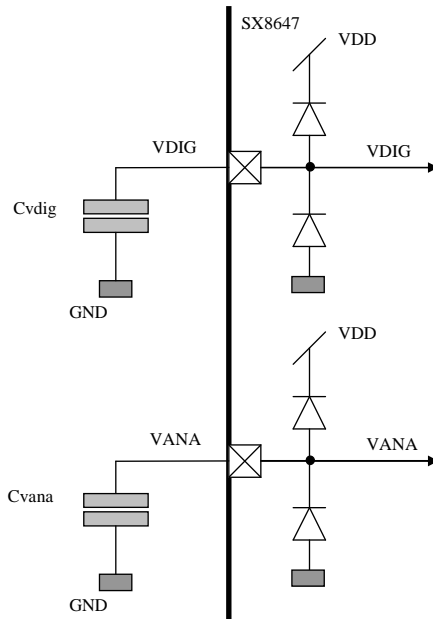 SX8647
VDD
VDIG
VDIG
Cvdig
GND
VDD
VANA
VANA
Cvana
GND